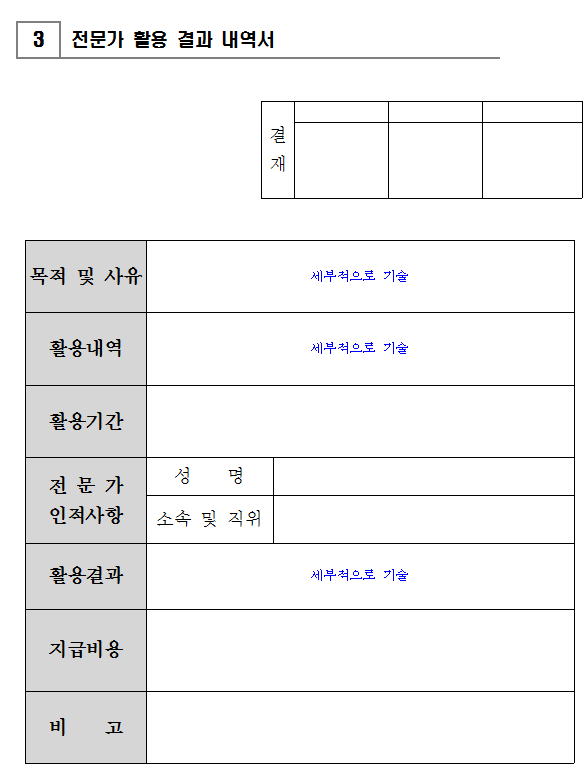 3 전문가 활용 결과 내역서
결
재
목적 및 사유 세부적으로 기술
활용내역 세부적으로 기술
활용기간
전 문 가
인적사항
성 명
소속 및 직위
활용결과 세부적으로 기술
지급비용
비 고